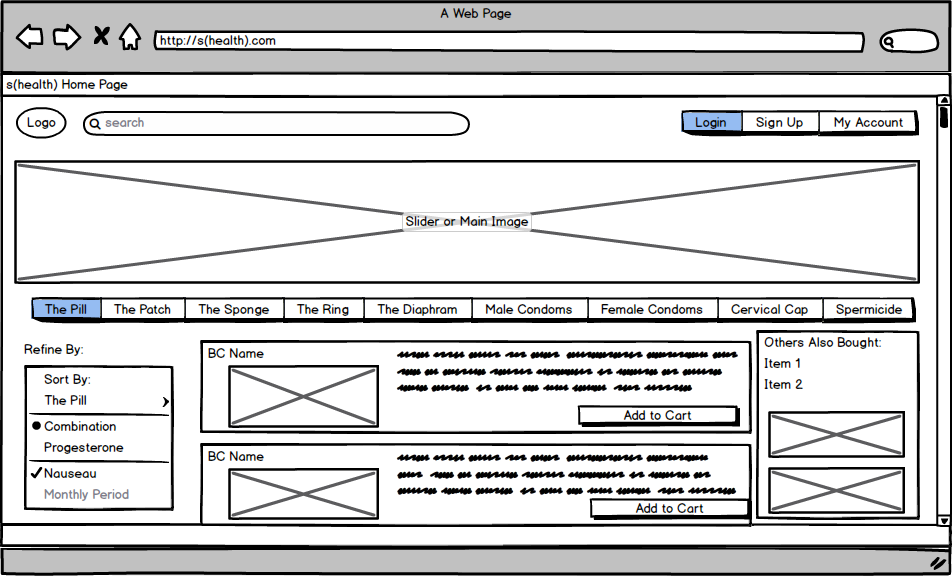 A Web Page
http://s(health).com
s(health) Home Page
Logo
search
Login Sign Up My Account
Slider or Main Image
The Pill The Patch The Sponge The Ring The Diaphram Male Condoms Female Condoms Cervical Cap Spermicide
Refine By:
Sort By:
The Pill
Combination
Progesterone
Nauseau
Monthly Period
BC Name
Add to Cart
BC Name
Add to Cart
Others Also Bought:
Item 1
Item 2